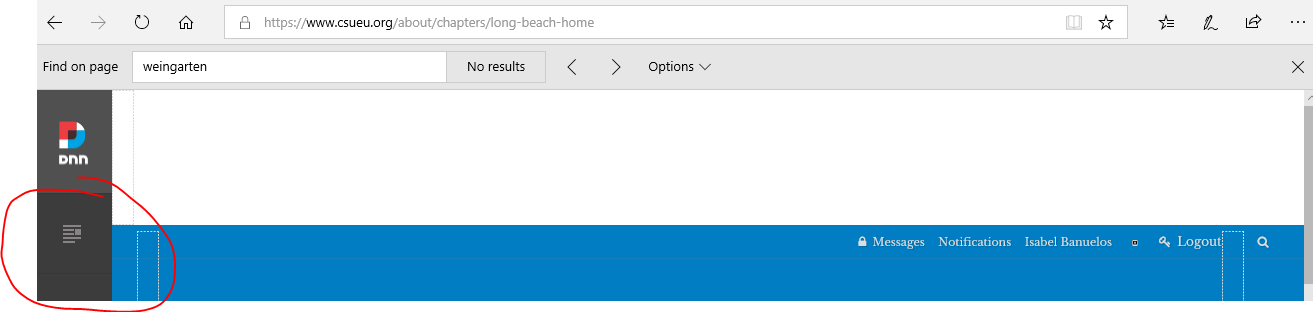 https://www.csueu.org/about/chapters/long-beach-home
Find on page weingarten No results Options
DNN
Messages Notifications Isabel Banuelos Logout